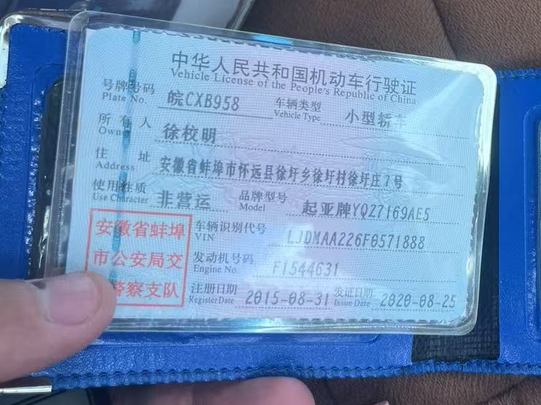 中华人民共和国机动车行驶证
Vehicle License of the People's Republic of China
号牌号码 皖CXB958 车辆类型 小型轿车
Plate No. Vehicle Type
所有人 徐校明
Owner
住址 安徽省蚌埠市怀远县徐圩乡徐圩村徐圩庄7号
Address
使用性质 非营运 品牌型号 起亚牌YQZ7169AE5
Use Character Model
安徽省蚌埠 车辆识别代号 LJDMAA226F0571888
VIN
市公安局交 发动机号码 F1544631
Engine No.
警察支队 注册日期 2015-08-31 发证日期 2020-08-25
Register Date Issue Date